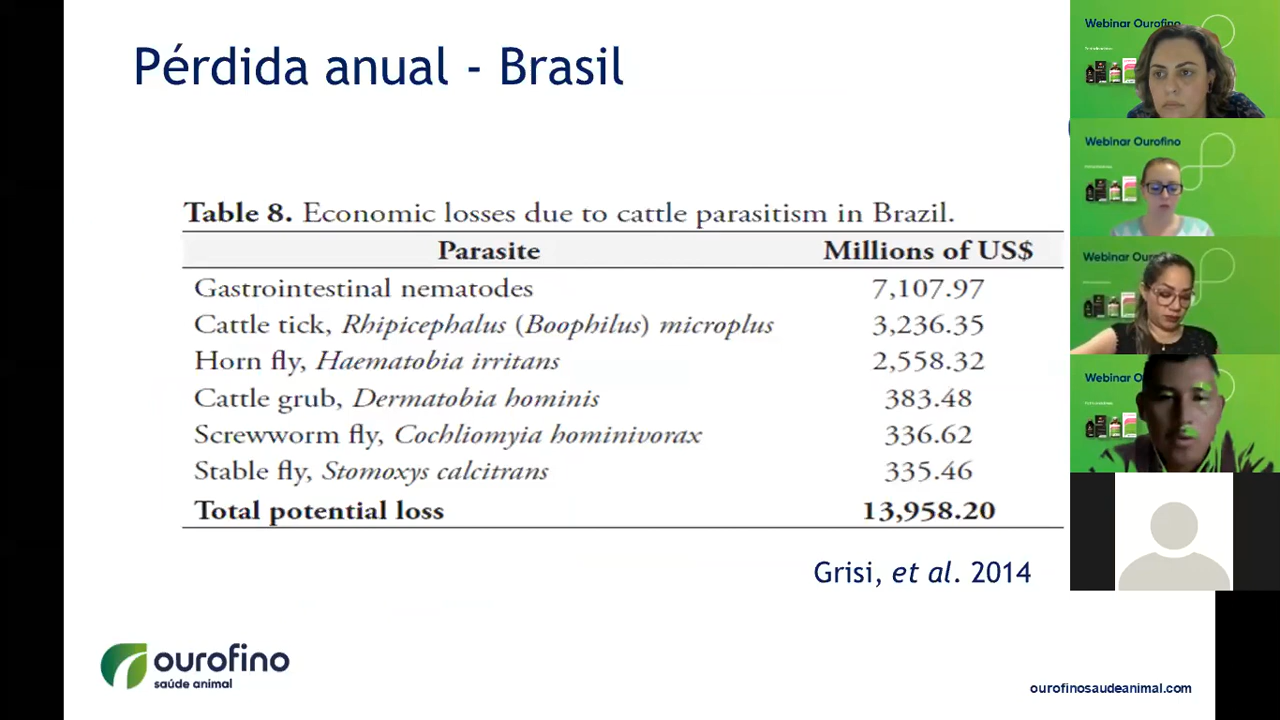 Pérdida anual - Brasil
Table 8. Economic losses due to cattle parasitism in Brazil.
Parasite Millions of US$
Gastrointestinal nematodes 7,107.97
Cattle tick, Rhipicephalus (Boophilus) microplus 3,236.35
Horn fly, Haematobia irritans 2,558.32
Cattle grub, Dermatobia hominis 383.48
Screwworm fly, Cochliomyia hominivorax 336.62
Stable fly, Stomoxys calcitrans 335.46
Total potential loss 13,958.20
Grisi, et al. 2014
ourofino
saúde animal
ourofinosaudeanimal.com
Webinar Ourofino
Webinar Ourofino
Webinar Ouro
Webinar O